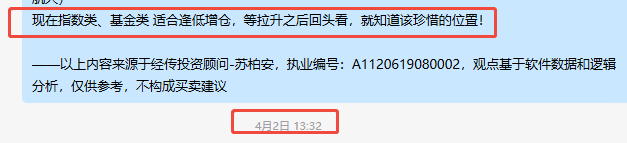 航天）
现在指数类、基金类 适合逢低增仓，等拉升之后回头看，就知道该珍惜的位置！
——以上内容来源于经传投资顾问-苏柏安，执业编号：A1120619080002，观点基于软件数据和逻辑
分析，仅供参考，不构成买卖建议
4月2日 13:32